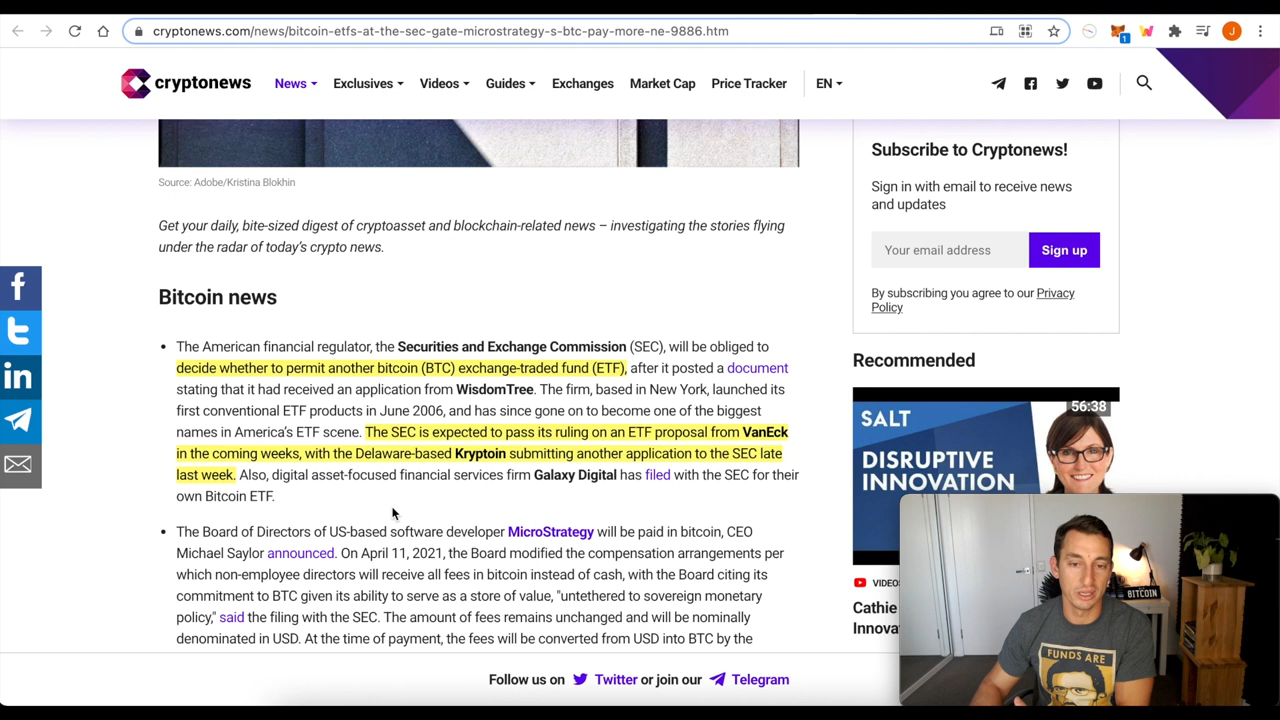 cryptonews.com/news/bitcoin-etfs-at-the-sec-gate-microstrategy-s-btc-pay-more-ne-9886.htm
1
J
cryptonews
News Exclusives Videos Guides Exchanges Market Cap Price Tracker EN
Source: Adobe/Kristina Blokhin
Get your daily, bite-sized digest of cryptoasset and blockchain-related news – investigating the stories flying
under the radar of today's crypto news.
Bitcoin news
• The American financial regulator, the Securities and Exchange Commission (SEC), will be obliged to
decide whether to permit another bitcoin (BTC) exchange-traded fund (ETF), after it posted a document
stating that it had received an application from WisdomTree. The firm, based in New York, launched its
first conventional ETF products in June 2006, and has since gone on to become one of the biggest
names in America's ETF scene. The SEC is expected to pass its ruling on an ETF proposal from VanEck
in the coming weeks, with the Delaware-based Kryptoin submitting another application to the SEC late
last week. Also, digital asset-focused financial services firm Galaxy Digital has filed with the SEC for their
own Bitcoin ETF.
• The Board of Directors of US-based software developer MicroStrategy will be paid in bitcoin, CEO
Michael Saylor announced. On April 11, 2021, the Board modified the compensation arrangements per
which non-employee directors will receive all fees in bitcoin instead of cash, with the Board citing its
commitment to BTC given its ability to serve as a store of value, "untethered to sovereign monetary
policy," said the filing with the SEC. The amount of fees remains unchanged and will be nominally
denominated in USD. At the time of payment, the fees will be converted from USD into BTC by the
Follow us on Twitter or join our Telegram
Subscribe to Cryptonews!
Sign in with email to receive news
and updates
Your email address
Sign up
By subscribing you agree to our Privacy
Policy
Recommended
56:38
SALT
DISRUPTIVE
INNOVATION
VIDEOS
Cathie
Innova
BITCOIN
FUNDS ARE